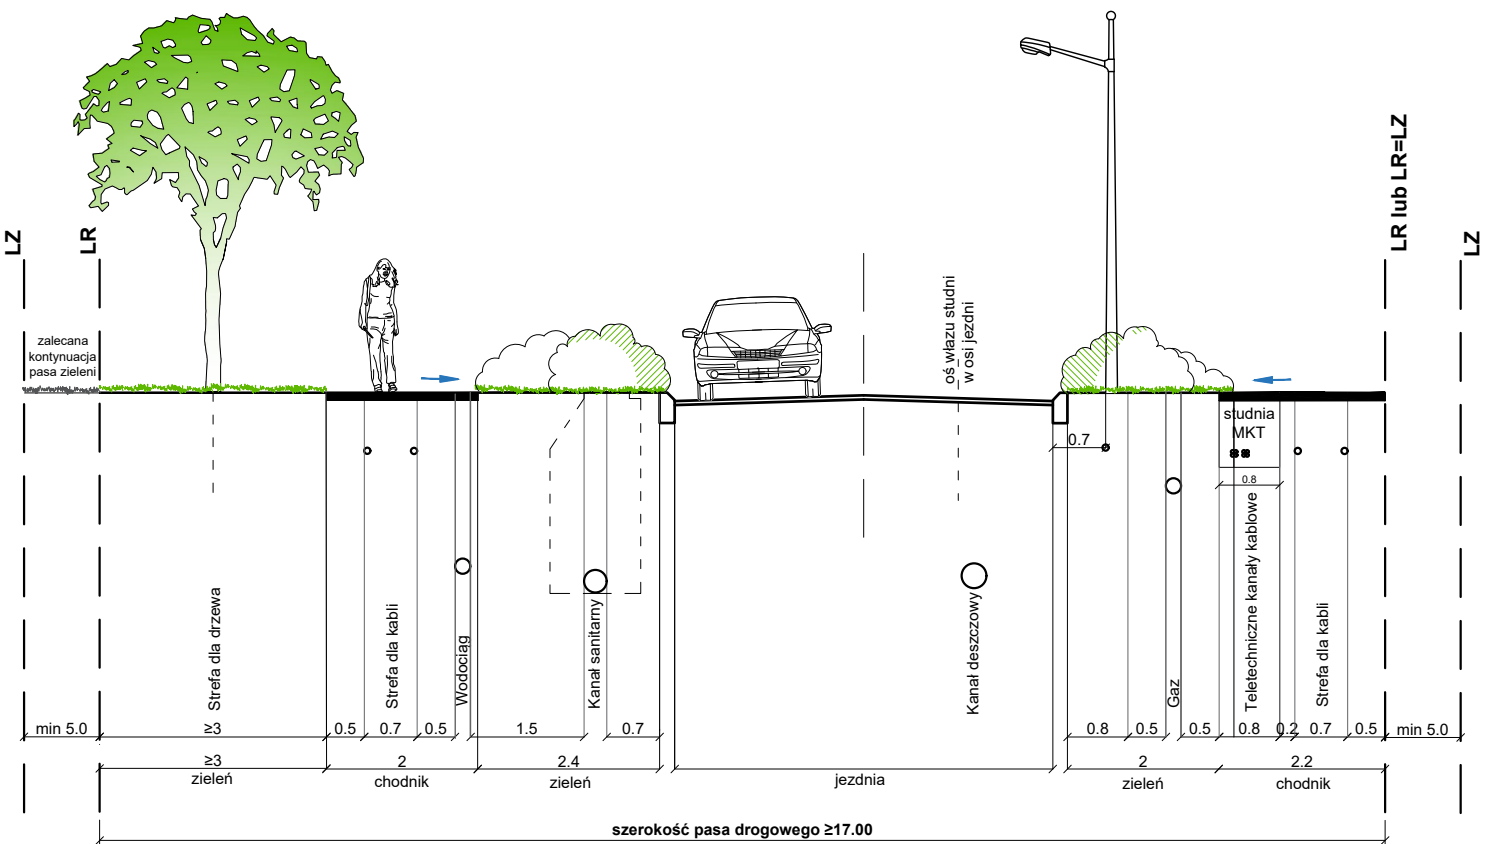 LZ
LR
LR lub LR=LZ
LZ
zalecana
kontynuacja
pasa zieleni
oś włazu studni
w osi jezdni
0.7
studnia
MKT
0.8
Strefa dla drzewa
Strefa dla kabli
Wodociąg
Kanał sanitarny
Kanał deszczowy
Gaz
Teletechniczne kanały kablowe
Strefa dla kabli
min 5.0
≥3
0.5
0.7
0.5
1.5
0.7
0.8
0.5
0.5
0.8
0.2
0.7
0.5
min 5.0
≥3
zieleń
2
chodnik
2.4
zieleń
jezdnia
2
zieleń
2.2
chodnik
szerokość pasa drogowego ≥17.00